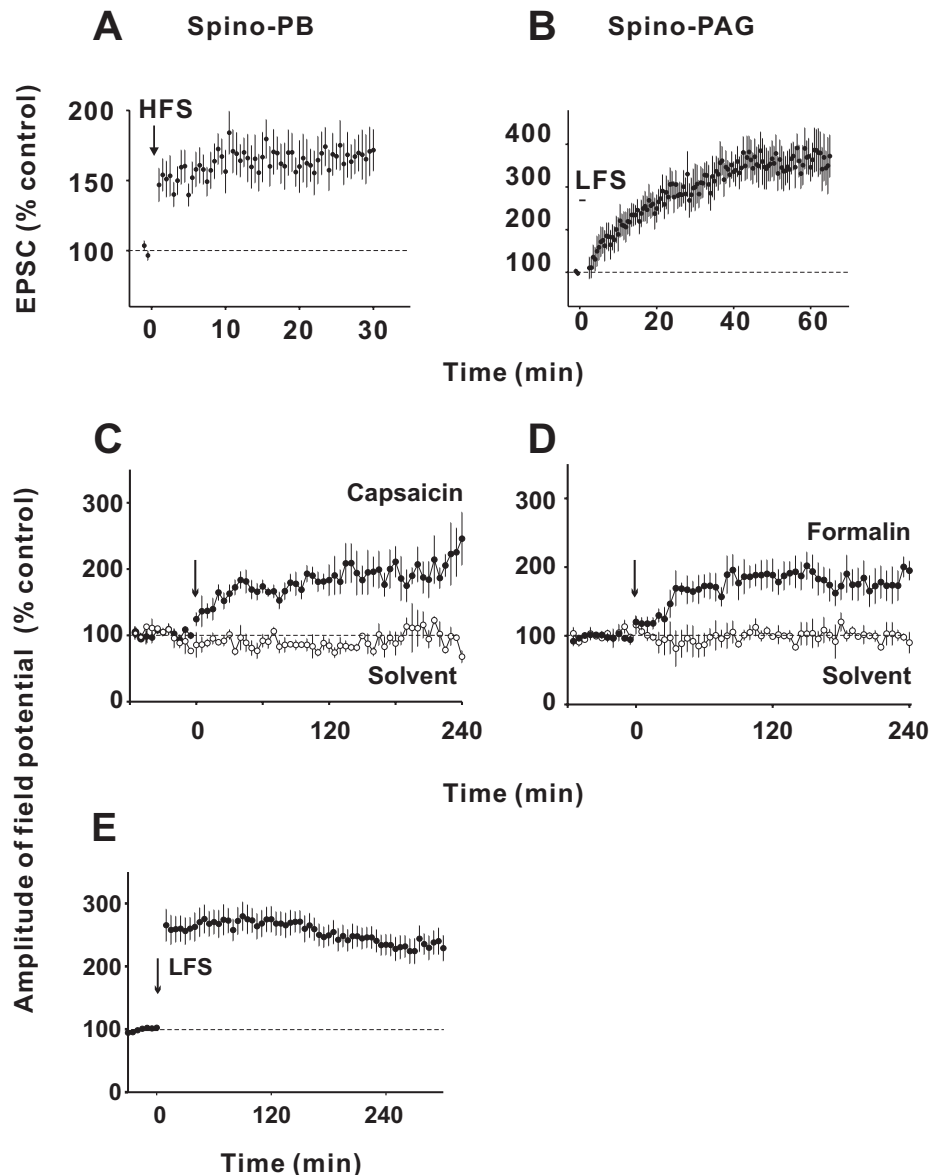 A Spino-PB
B Spino-PAG
EPSC (% control)
200
150
100
HFS
0 10 20 30
400
300
200
100
LFS
0 20 40 60
Time (min)
C
D
Amplitude of field potential (% control)
300
200
100
0
Capsaicin
Solvent
0 120 240
300
200
100
0
Formalin
Solvent
0 120 240
Time (min)
E
300
200
100
0
LFS
0 120 240
Time (min)